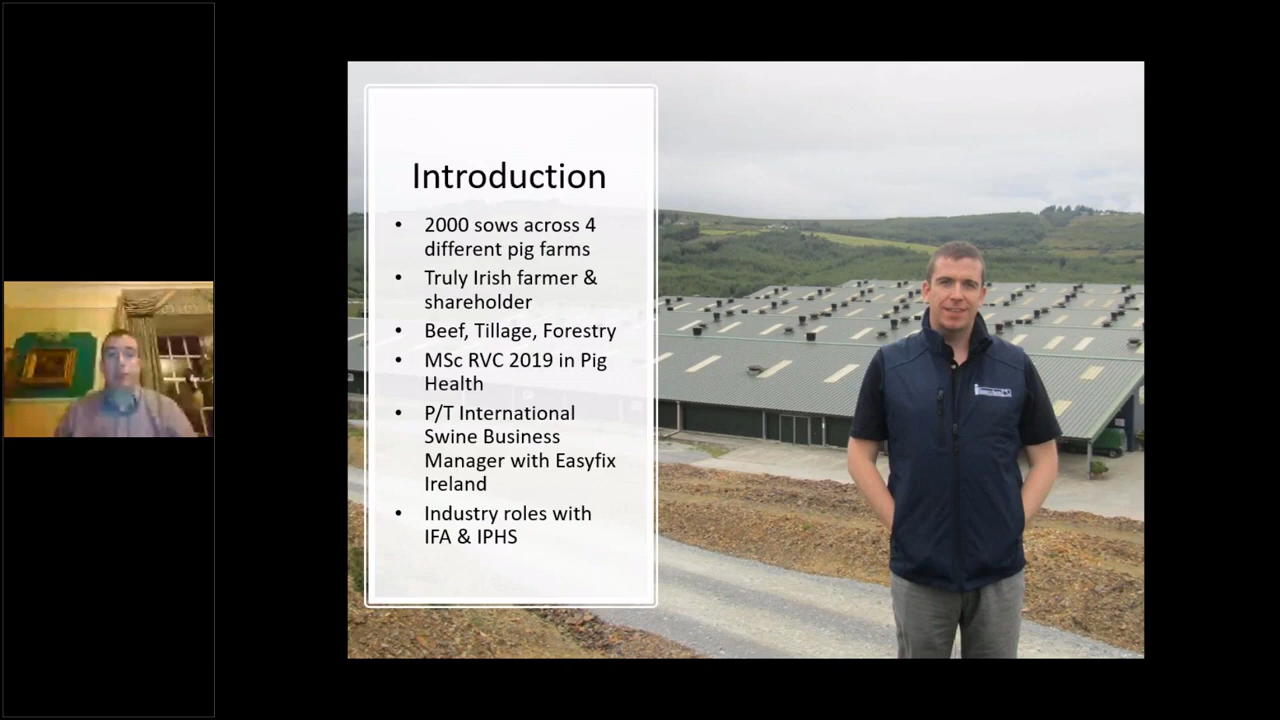 Introduction
• 2000 sows across 4
different pig farms
• Truly Irish farmer &
shareholder
• Beef, Tillage, Forestry
• MSc RVC 2019 in Pig
Health
• P/T International
Swine Business
Manager with Easyfix
Ireland
• Industry roles with
IFA & IPHS